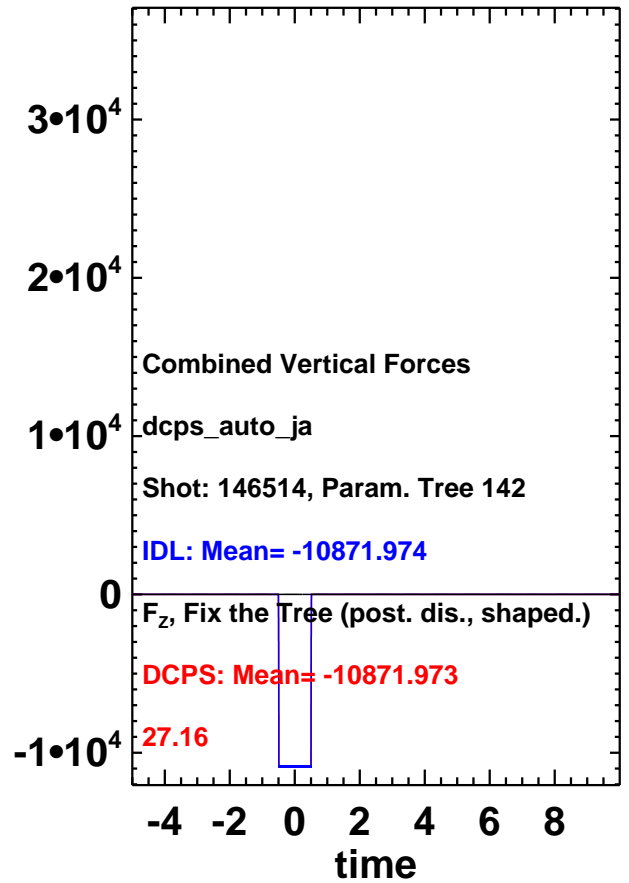 3•10⁴
2•10⁴
Combined Vertical Forces
1•10⁴
dcps_auto_ja
Shot: 146514, Param. Tree 142
IDL: Mean= -10871.974
0
F_Z, Fix the Tree (post. dis., shaped.)
DCPS: Mean= -10871.973
27.16
-1•10⁴
-4 -2 0 2 4 6 8
time